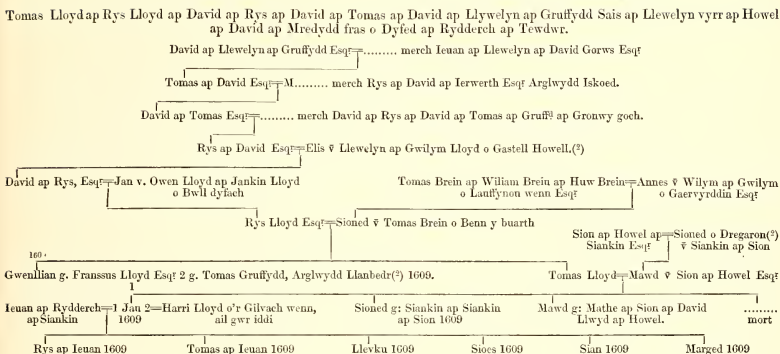 Tomas Lloyd ap Rys Lloyd ap David ap Rys ap David ap Tomas ap David ap Llywelyn ap Gruffydd Sais ap Llewelyn vyrr ap Howel
ap David ap Mredydd fras o Dyfed ap Rydderch ap Tewdwr.
David ap Llewelyn ap Gruffydd Esqr ......... merch Ieuan ap Llewelyn ap David Gorws Esqr
Tomas ap David Esqr M......... merch Rys ap David ap Ierwerth Esqr Arglwydd Iskoed.
David ap Tomas Esqr ......... merch David ap Rys ap David ap Tomas ap Gruffd ap Gronwy goch.
Rys ap David Esqr Elis v̄ Llewelyn ap Gwilym Lloyd o Gastell Howell.(2)
David ap Rys, Esqr Jan v. Owen Lloyd ap Jankin Lloyd Tomas Brein ap Wiliam Brein ap Huw Brein Annes v̄ Wilym ap Gwilym
o Bwll dyfach o Lauffynon wenn Esqr o Gaervyrddin Esqr
Rys Lloyd Esqr Sioned v̄ Tomas Brein o Benn y buarth
Sion ap Howel ap Sioned o Dregaron(2)
Siankin Esqr v̄ Siankin ap Sion
160 .
Gwenllian g. Franssus Lloyd Esqr 2 g. Tomas Gruffydd, Arglwydd Llanbedr(2) 1609. Tomas Lloyd Mawd v̄ Sion ap Howel Esqr
1
Ieuan ap Rydderch 1 Jan 2 Harri Lloyd o'r Gilvach wenn, Sioned g: Siankin ap Siankin Mawd g: Mathe ap Sion ap David .........
ap Siankin 1609 ail gwr iddi ap Sion 1609 Llwyd ap Howel. mort
Rys ap Ieuan 1609 Tomas ap Ieuan 1609 Lleyku 1609 Sioes 1609 Sian 1609 Marged 1609